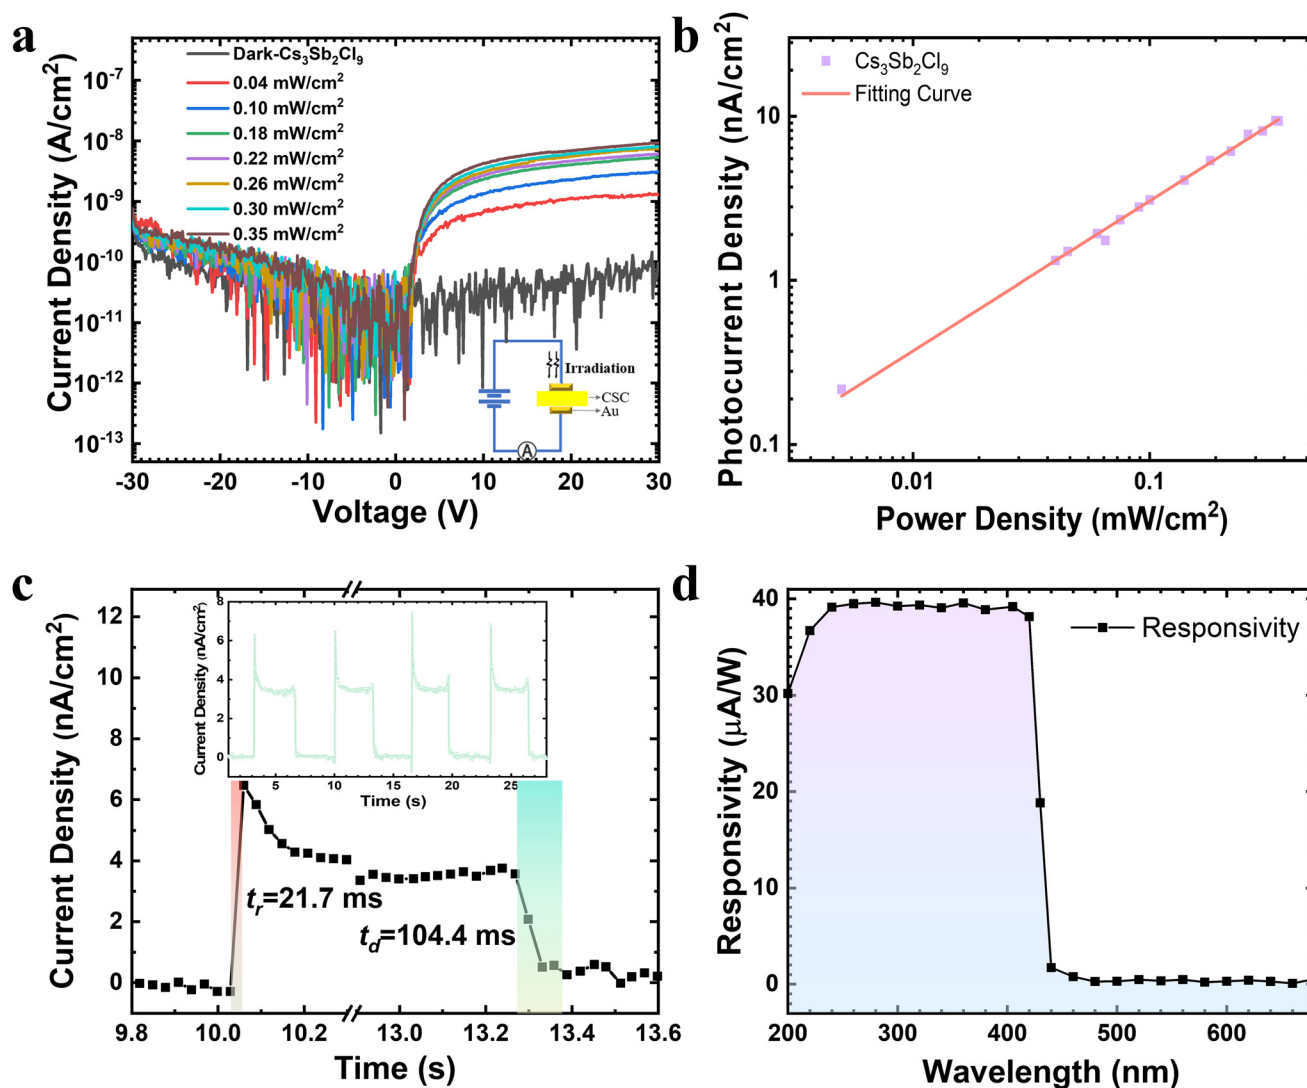 a
Current Density (A/cm²)
10⁻⁷
10⁻⁸
10⁻⁹
10⁻¹⁰
10⁻¹¹
10⁻¹²
10⁻¹³
Dark-Cs₃Sb₂Cl₉
0.04 mW/cm²
0.10 mW/cm²
0.18 mW/cm²
0.22 mW/cm²
0.26 mW/cm²
0.30 mW/cm²
0.35 mW/cm²
Irradiation
CSC
Au
A
-30 -20 -10 0 10 20 30
Voltage (V)
b
Photocurrent Density (nA/cm²)
10
1
0.1
Cs₃Sb₂Cl₉
Fitting Curve
0.01 0.1
Power Density (mW/cm²)
c
Current Density (nA/cm²)
12
10
8
6
4
2
0
Current Density (nA/cm²)
8
6
4
2
0
5 10 15 20 25
Time (s)
tᵣ=21.7 ms
t_d=104.4 ms
9.8 10.0 10.2 13.0 13.2 13.4 13.6
Time (s)
d
Responsivity (μA/W)
40
30
20
10
0
Responsivity
200 300 400 500 600
Wavelength (nm)